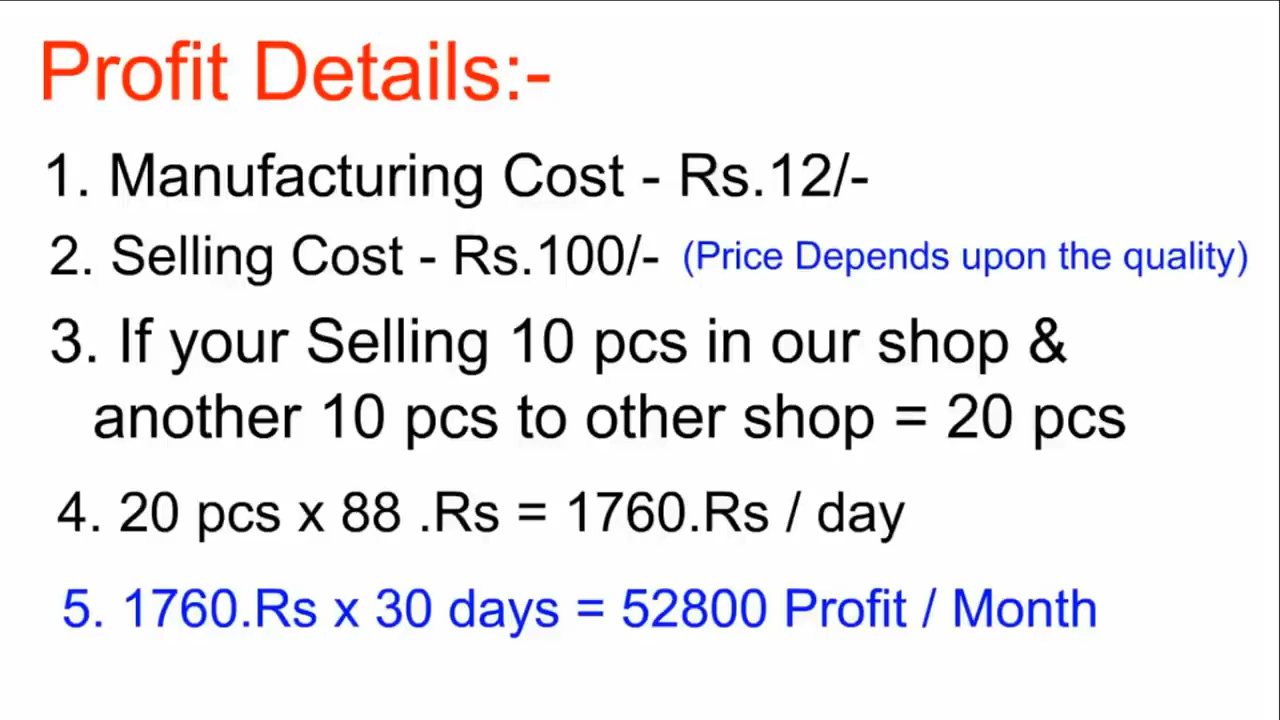 Profit Details:-
1. Manufacturing Cost - Rs.12/-
2. Selling Cost - Rs.100/- (Price Depends upon the quality)
3. If your Selling 10 pcs in our shop &
another 10 pcs to other shop = 20 pcs
4. 20 pcs x 88 .Rs = 1760.Rs / day
5. 1760.Rs x 30 days = 52800 Profit / Month